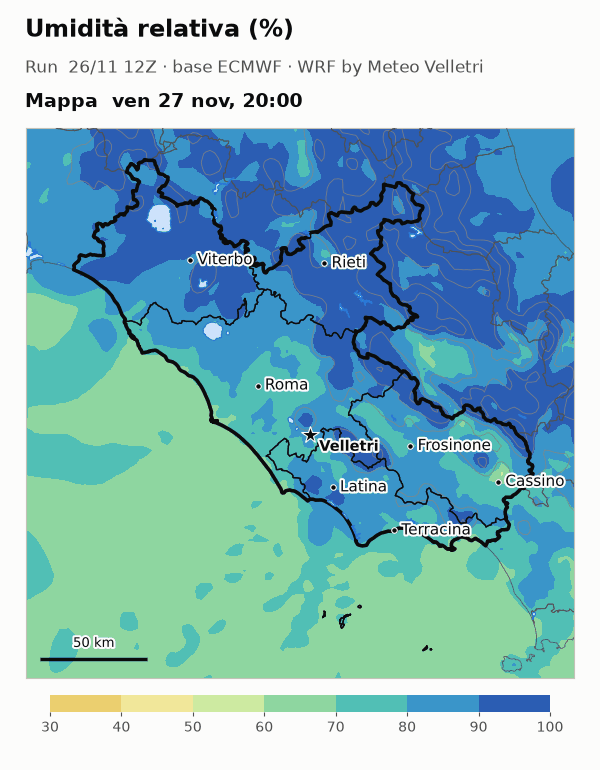 Umidità relativa (%)
Run  26/11 12Z · base ECMWF · WRF by Meteo Velletri
Mappa  ven 27 nov, 20:00
Viterbo
Rieti
Roma
Velletri
Frosinone
Cassino
Latina
Terracina
50 km
30 40 50 60 70 80 90 100